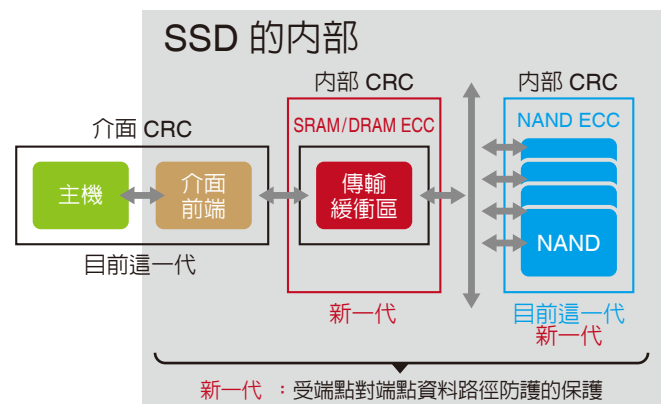 SSD 的内部
内部 CRC
内部 CRC
介面 CRC
SRAM/DRAM ECC
NAND ECC
主機
介面
前端
傳輸
緩衝區
NAND
目前這一代
新一代
目前這一代
新一代
新一代 ：受端點對端點資料路徑防護的保護